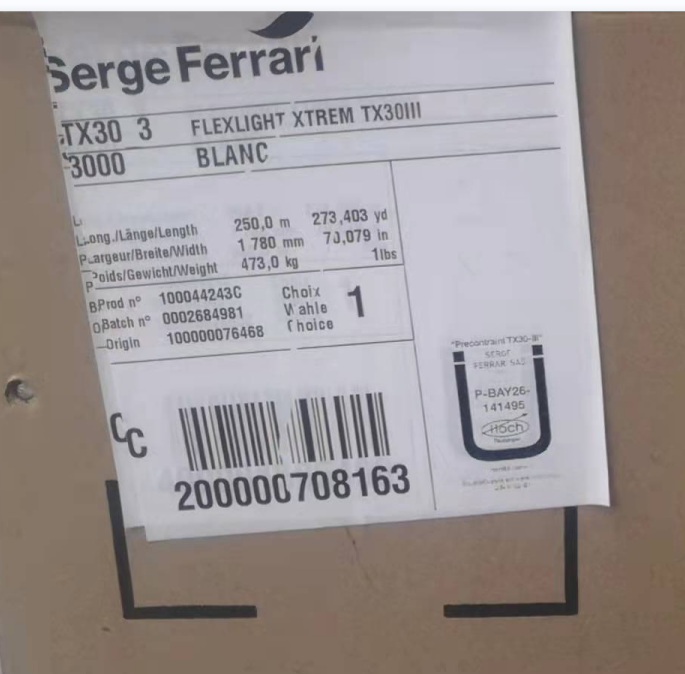 Serge Ferrari
TX30 3 FLEXLIGHT XTREM TX30III
3000 BLANC
Long./Länge/Length 250,0 m 273,403 yd
Largeur/Breite/Width 1 780 mm 70,079 in
Poids/Gewicht/Weight 473,0 kg 1lbs
Prod n° 100044243C Choix
Batch n° 0002684981 Wahle 1
Origin 100000076468 Choice
CC
200000708163
"Precontraint TX30-III"
SERGE
FERRARI SAS
P-BAY26-
141495
Hoch